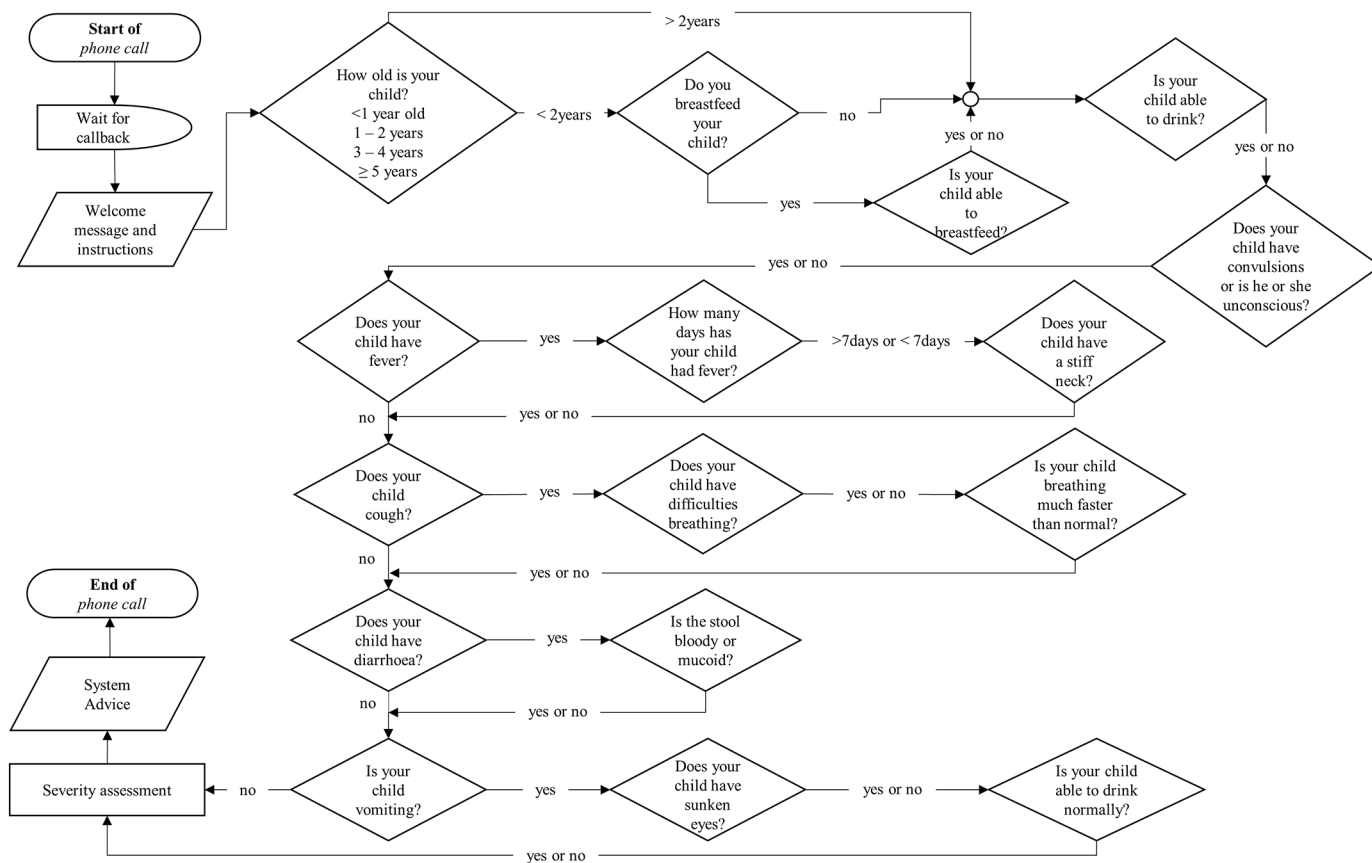 Start of
phone call
Wait for
callback
Welcome
message and
instructions
How old is your
child?
<1 year old
1 – 2 years
3 – 4 years
≥ 5 years
> 2years
< 2years
Do you
breastfeed
your
child?
no
yes
Is your
child able
to
breastfeed?
yes or no
Is your
child able
to drink?
yes or no
Does your
child have
convulsions
or is he or she
unconscious?
yes or no
Does your
child have
fever?
yes
How many
days has
your child
had fever?
>7days or < 7days
Does your
child have
a stiff
neck?
no
yes or no
Does your
child
cough?
yes
Does your
child have
difficulties
breathing?
yes or no
Is your child
breathing
much faster
than normal?
no
yes or no
Does your
child have
diarrhoea?
yes
Is the stool
bloody or
mucoid?
no
yes or no
Is your
child
vomiting?
yes
Does your
child have
sunken
eyes?
yes or no
Is your child
able to drink
normally?
no
yes or no
Severity assessment
System
Advice
End of
phone call